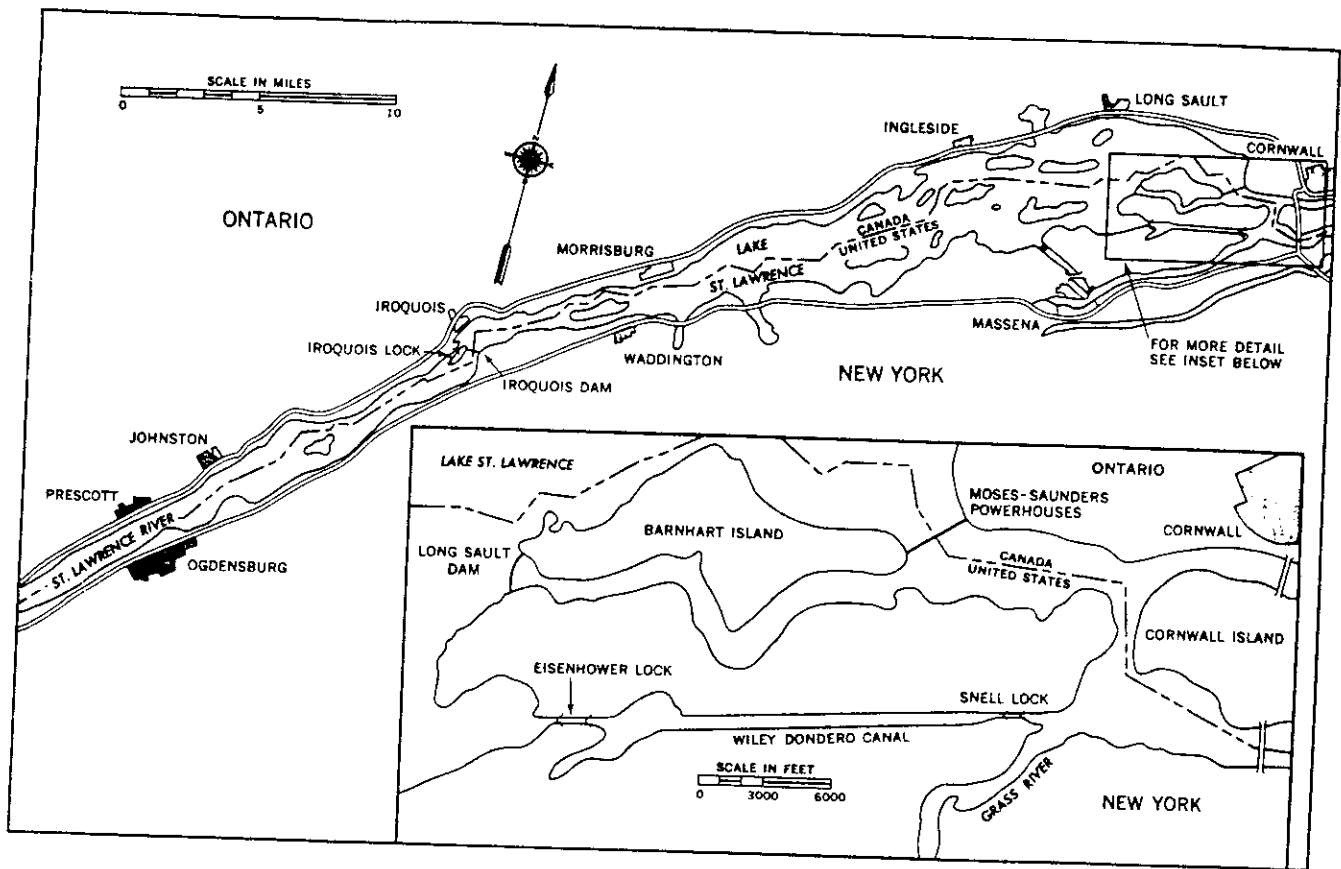 SCALE IN MILES
0 5 10
N
ONTARIO
LONG SAULT
INGLESIDE
CORNWALL
MORRISBURG
LAKE
ST. LAWRENCE
CANADA
UNITED STATES
IROQUOIS
IROQUOIS LOCK
IROQUOIS DAM
WADDINGTON
MASSENA
NEW YORK
FOR MORE DETAIL
SEE INSET BELOW
JOHNSTON
PRESCOTT
ST. LAWRENCE RIVER
OGDENSBURG
LAKE ST. LAWRENCE
ONTARIO
MOSES-SAUNDERS
POWERHOUSES
BARNHART ISLAND
CORNWALL
LONG SAULT
DAM
CANADA
UNITED STATES
CORNWALL ISLAND
EISENHOWER LOCK
SNELL LOCK
WILEY DONDERO CANAL
SCALE IN FEET
0 3000 6000
GRASS RIVER
NEW YORK